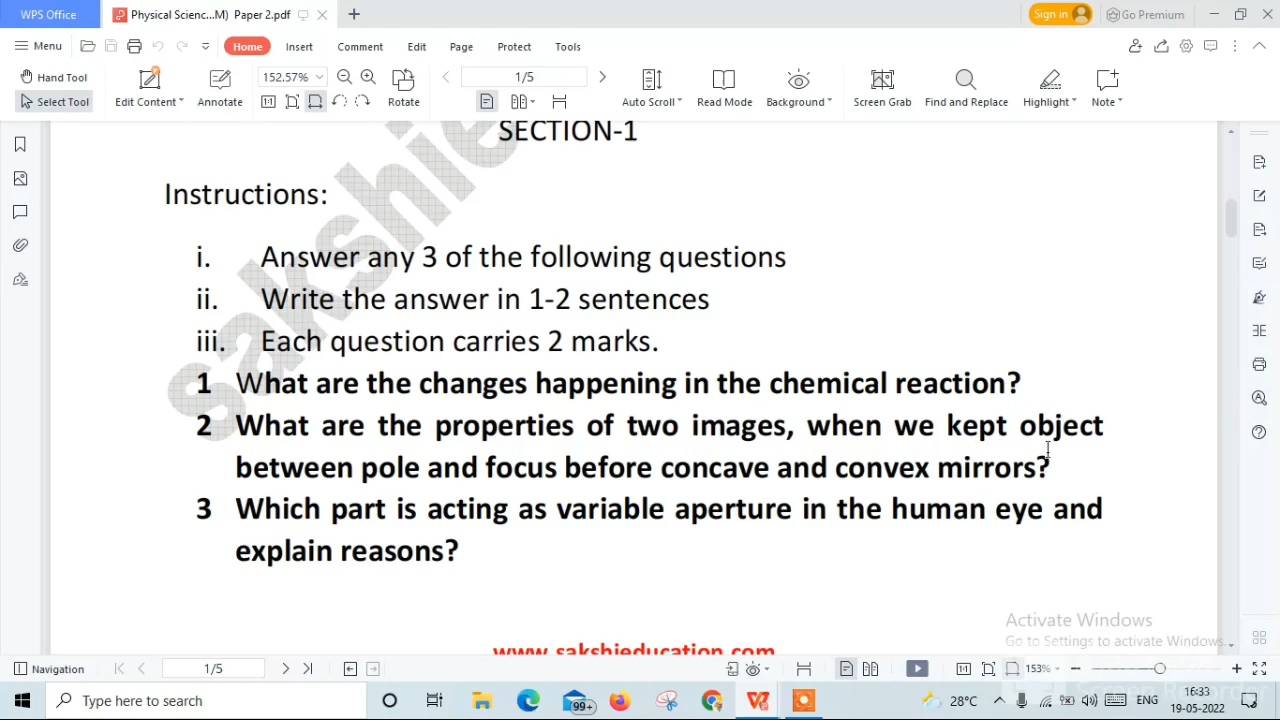 WPS Office
Physical Scienc...M) Paper 2.pdf
Sign in
Go Premium
Menu
Home
Insert
Comment
Edit
Page
Protect
Tools
Hand Tool
Select Tool
Edit Content
Annotate
152.57%
Rotate
1/5
Auto Scroll
Read Mode
Background
Screen Grab
Find and Replace
Highlight
Note
SECTION-1
Instructions:
i. Answer any 3 of the following questions
ii. Write the answer in 1-2 sentences
iii. Each question carries 2 marks.
1 What are the changes happening in the chemical reaction?
2 What are the properties of two images, when we kept object
between pole and focus before concave and convex mirrors?
3 Which part is acting as variable aperture in the human eye and
explain reasons?
www.sakshieducation.com
Activate Windows
Go to Settings to activate Windows.
Navigation
1/5
153%
Type here to search
99+
28°C
ENG
16:33
19-05-2022